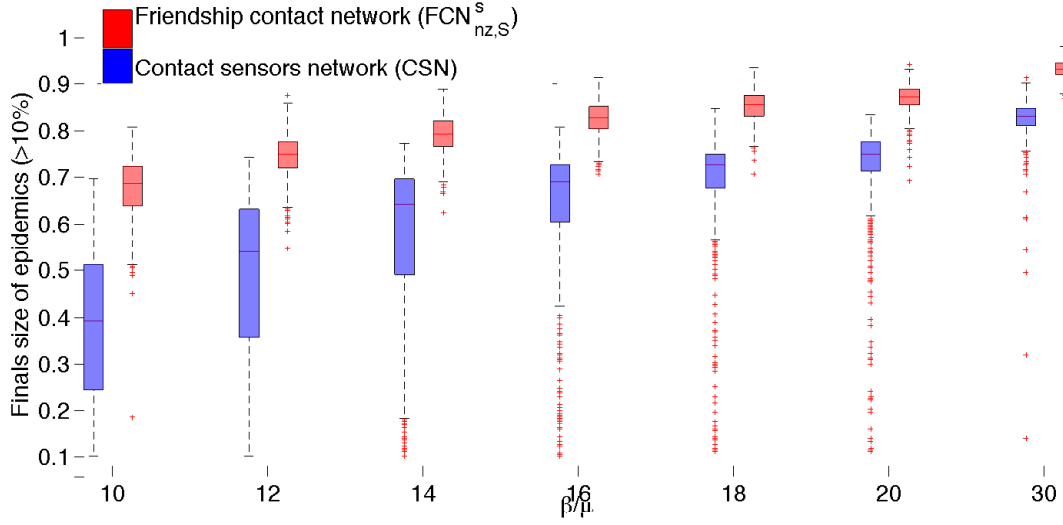 Friendship contact network (FCN^s_nz,S)
Contact sensors network (CSN)
Finals size of epidemics (>10%)
1
0.9
0.8
0.7
0.6
0.5
0.4
0.3
0.2
0.1
10 12 14 16 18 20 30
β/μ